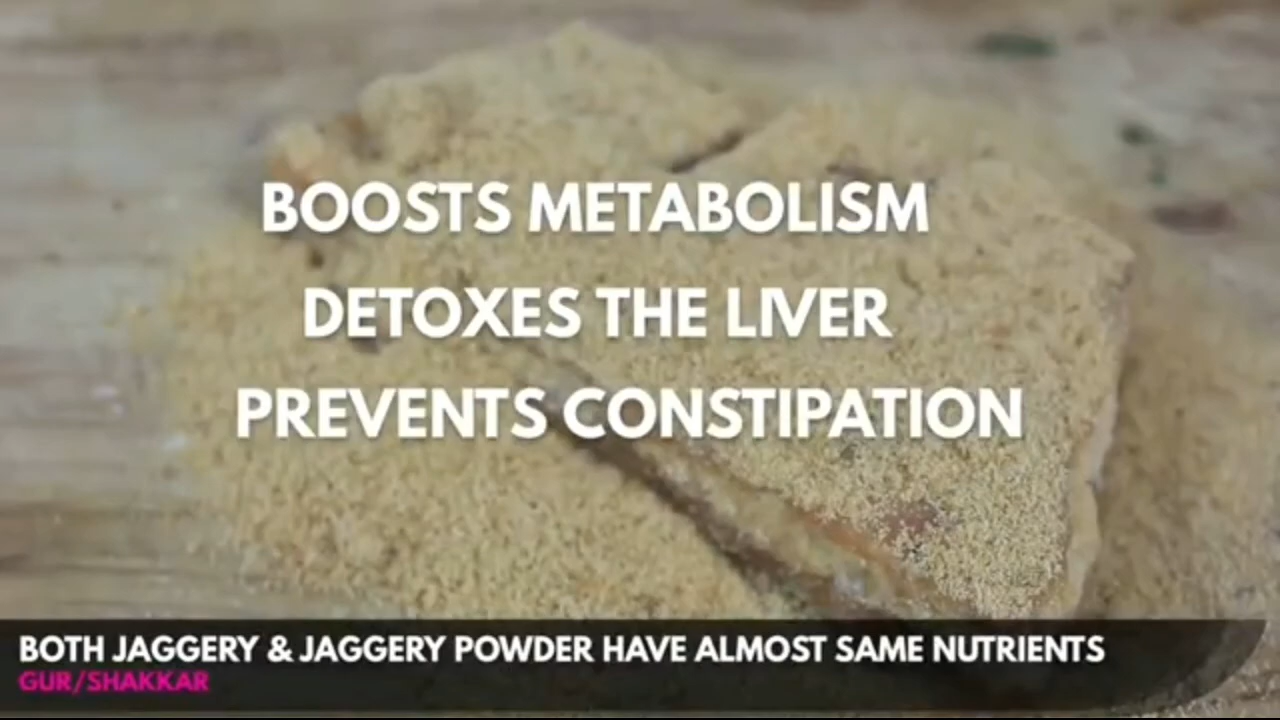 BOOSTS METABOLISM
DETOXES THE LIVER
PREVENTS CONSTIPATION
BOTH JAGGERY & JAGGERY POWDER HAVE ALMOST SAME NUTRIENTS
GUR/SHAKKAR